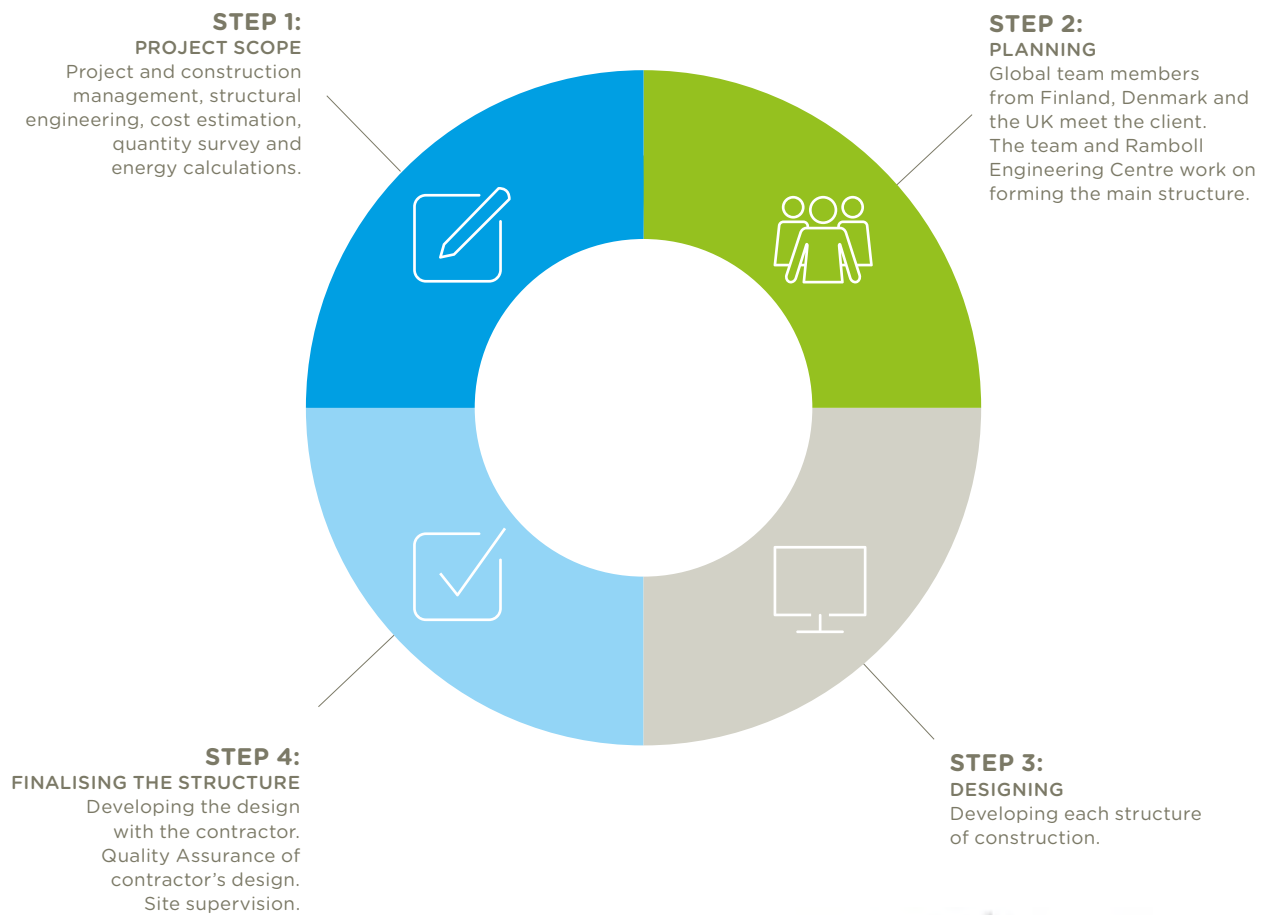 STEP 1:
PROJECT SCOPE
Project and construction
management, structural
engineering, cost estimation,
quantity survey and
energy calculations.
STEP 2:
PLANNING
Global team members
from Finland, Denmark and
the UK meet the client.
The team and Ramboll
Engineering Centre work on
forming the main structure.
STEP 3:
DESIGNING
Developing each structure
of construction.
STEP 4:
FINALISING THE STRUCTURE
Developing the design
with the contractor.
Quality Assurance of
contractor's design.
Site supervision.